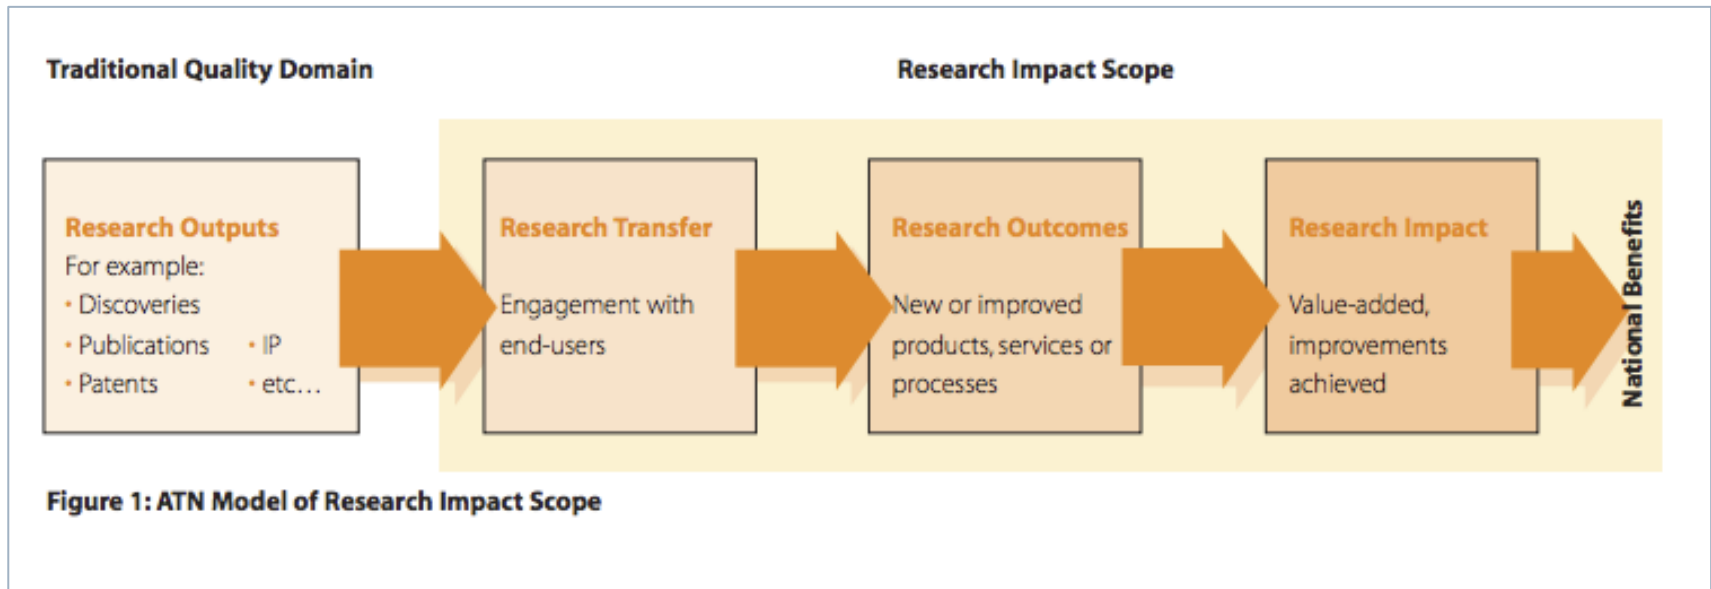 Traditional Quality Domain
Research Impact Scope
Research Outputs
For example:
• Discoveries
• Publications • IP
• Patents • etc...
Research Transfer
Engagement with
end-users
Research Outcomes
New or improved
products, services or
processes
Research Impact
Value-added,
improvements
achieved
National Benefits
Figure 1: ATN Model of Research Impact Scope